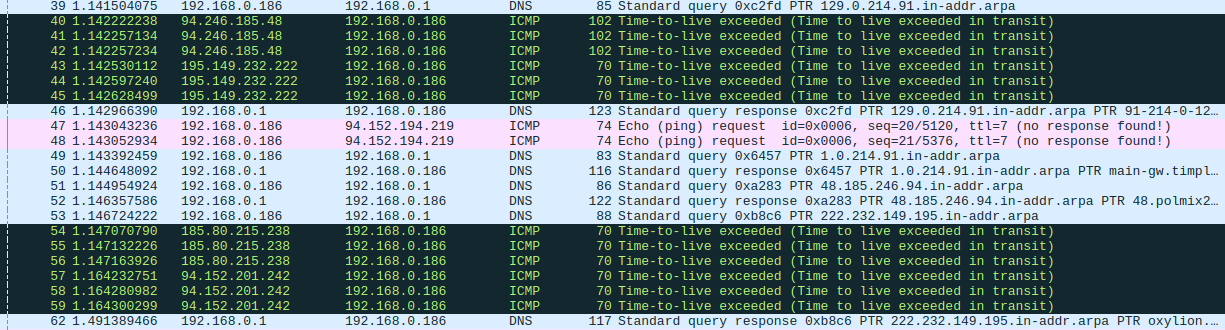 39 1.141504075 192.168.0.186 192.168.0.1 DNS 85 Standard query 0xc2fd PTR 129.0.214.91.in-addr.arpa
40 1.142222238 94.246.185.48 192.168.0.186 ICMP 102 Time-to-live exceeded (Time to live exceeded in transit)
41 1.142257134 94.246.185.48 192.168.0.186 ICMP 102 Time-to-live exceeded (Time to live exceeded in transit)
42 1.142257234 94.246.185.48 192.168.0.186 ICMP 102 Time-to-live exceeded (Time to live exceeded in transit)
43 1.142530112 195.149.232.222 192.168.0.186 ICMP 70 Time-to-live exceeded (Time to live exceeded in transit)
44 1.142597240 195.149.232.222 192.168.0.186 ICMP 70 Time-to-live exceeded (Time to live exceeded in transit)
45 1.142628499 195.149.232.222 192.168.0.186 ICMP 70 Time-to-live exceeded (Time to live exceeded in transit)
46 1.142966390 192.168.0.1 192.168.0.186 DNS 123 Standard query response 0xc2fd PTR 129.0.214.91.in-addr.arpa PTR 91-214-0-12…
47 1.143043236 192.168.0.186 94.152.194.219 ICMP 74 Echo (ping) request id=0x0006, seq=20/5120, ttl=7 (no response found!)
48 1.143052934 192.168.0.186 94.152.194.219 ICMP 74 Echo (ping) request id=0x0006, seq=21/5376, ttl=7 (no response found!)
49 1.143392459 192.168.0.186 192.168.0.1 DNS 83 Standard query 0x6457 PTR 1.0.214.91.in-addr.arpa
50 1.144648092 192.168.0.1 192.168.0.186 DNS 116 Standard query response 0x6457 PTR 1.0.214.91.in-addr.arpa PTR main-gw.timpl…
51 1.144954924 192.168.0.186 192.168.0.1 DNS 86 Standard query 0xa283 PTR 48.185.246.94.in-addr.arpa
52 1.146357586 192.168.0.1 192.168.0.186 DNS 122 Standard query response 0xa283 PTR 48.185.246.94.in-addr.arpa PTR 48.polmix2…
53 1.146724222 192.168.0.186 192.168.0.1 DNS 88 Standard query 0xb8c6 PTR 222.232.149.195.in-addr.arpa
54 1.147070790 185.80.215.238 192.168.0.186 ICMP 70 Time-to-live exceeded (Time to live exceeded in transit)
55 1.147132226 185.80.215.238 192.168.0.186 ICMP 70 Time-to-live exceeded (Time to live exceeded in transit)
56 1.147163926 185.80.215.238 192.168.0.186 ICMP 70 Time-to-live exceeded (Time to live exceeded in transit)
57 1.164232751 94.152.201.242 192.168.0.186 ICMP 70 Time-to-live exceeded (Time to live exceeded in transit)
58 1.164280982 94.152.201.242 192.168.0.186 ICMP 70 Time-to-live exceeded (Time to live exceeded in transit)
59 1.164300299 94.152.201.242 192.168.0.186 ICMP 70 Time-to-live exceeded (Time to live exceeded in transit)
62 1.491389466 192.168.0.1 192.168.0.186 DNS 117 Standard query response 0xb8c6 PTR 222.232.149.195.in-addr.arpa PTR oxylion.…